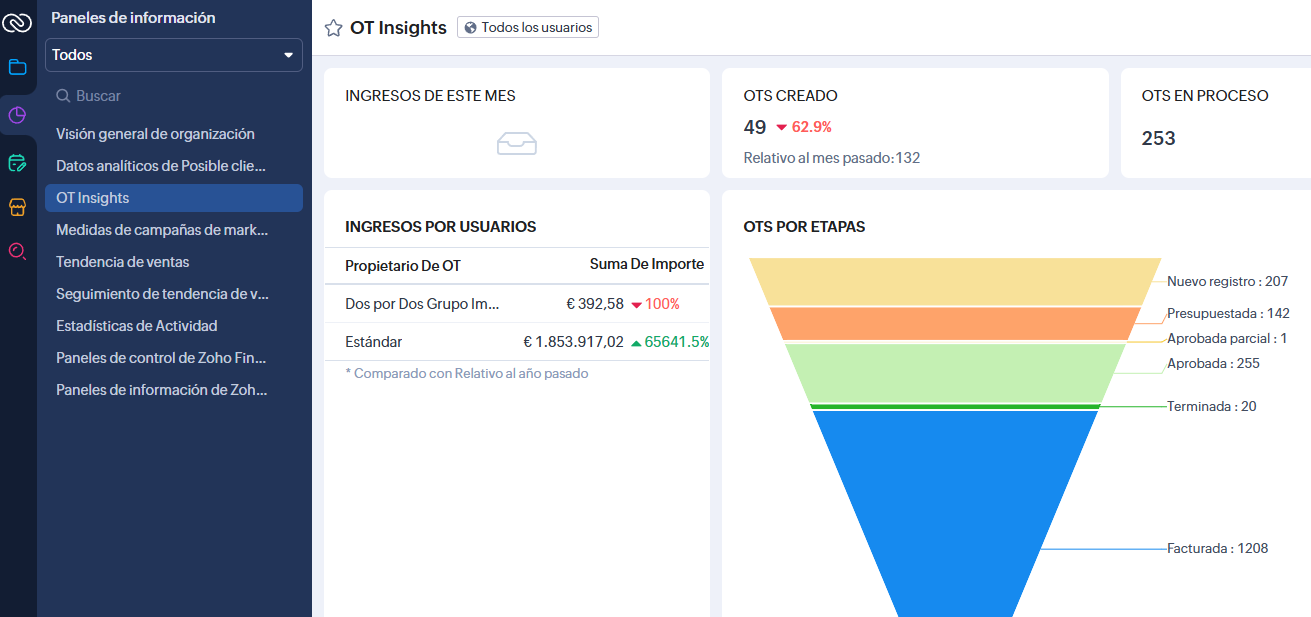 Paneles de información
Todos
Buscar
Visión general de organización
Datos analíticos de Posible clie...
OT Insights
Medidas de campañas de mark...
Tendencia de ventas
Seguimiento de tendencia de v...
Estadísticas de Actividad
Paneles de control de Zoho Fin...
Paneles de información de Zoh...
OT Insights Todos los usuarios
INGRESOS DE ESTE MES
OTS CREADO
49 62.9%
Relativo al mes pasado:132
OTS EN PROCESO
253
INGRESOS POR USUARIOS
Propietario De OT Suma De Importe
Dos por Dos Grupo Im... € 392,58 100%
Estándar € 1.853.917,02 65641.5%
* Comparado con Relativo al año pasado
OTS POR ETAPAS
Nuevo registro : 207
Presupuestada : 142
Aprobada parcial : 1
Aprobada : 255
Terminada : 20
Facturada : 1208